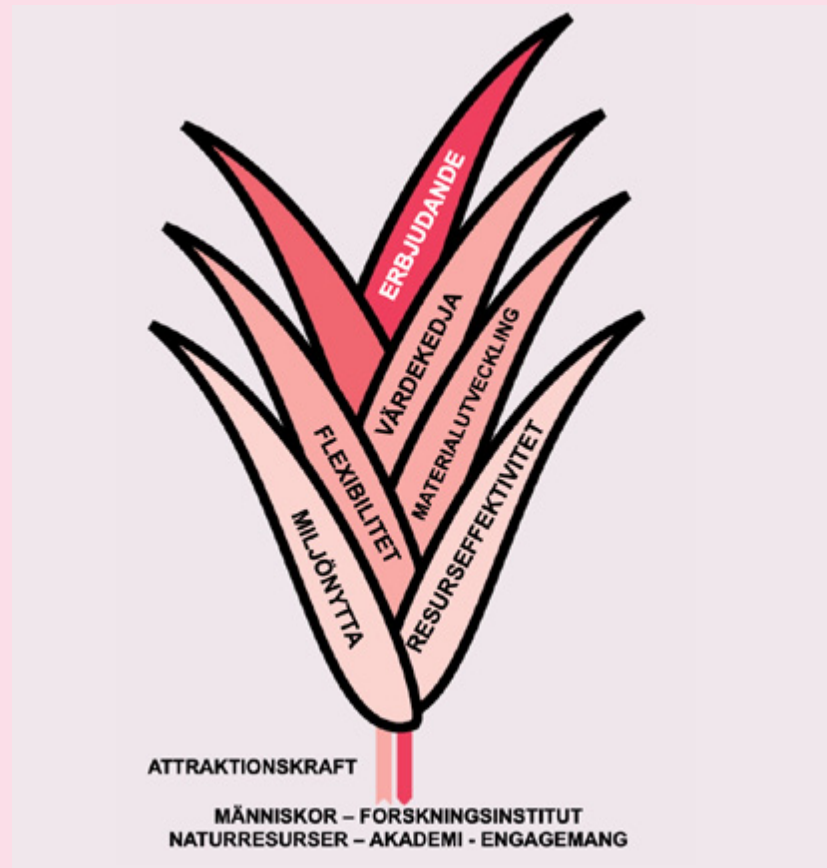 ERBJUDANDE
VÄRDEKEDJA
MATERIALUTVECKLING
FLEXIBILITET
RESURSEFFEKTIVITET
MILJÖNYTTA
ATTRAKTIONSKRAFT
MÄNNISKOR – FORSKNINGSINSTITUT
NATURRESURSER – AKADEMI - ENGAGEMANG